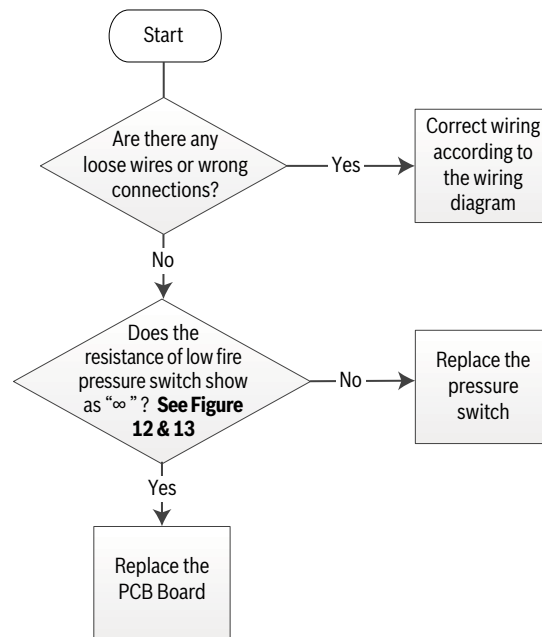 Start
Are there any
loose wires or wrong
connections?
Yes
Correct wiring
according to
the wiring
diagram
No
Does the
resistance of low fire
pressure switch show
as “∞ ” ? See Figure
12 & 13
No
Replace the
pressure
switch
Yes
Replace the
PCB Board